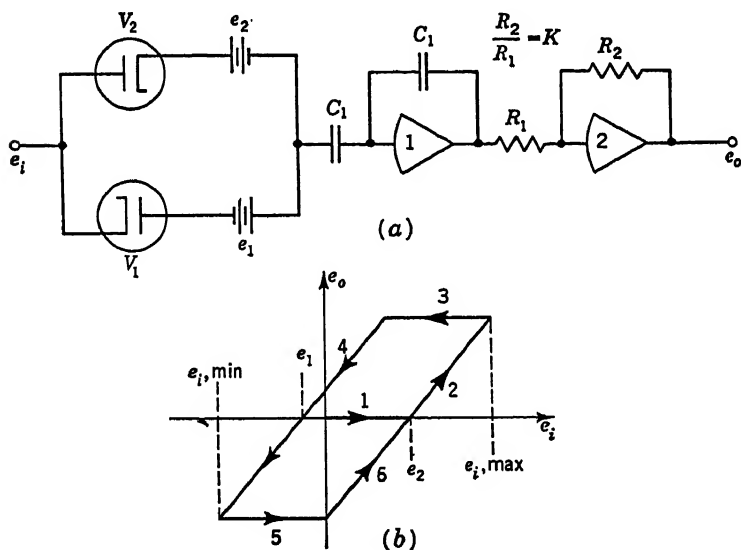 V₂
e₂
C₁
R₂/R₁=K
R₂
C₁
R₁
1
2
eᵢ
eₒ
V₁
e₁
(a)
eₒ
3
e₁
4
eᵢ,min
2
1
eᵢ
e₂
eᵢ,max
6
5
(b)